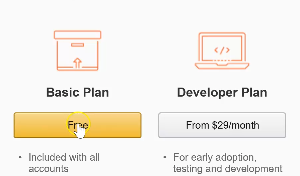 Basic Plan
Developer Plan
Free
From $29/month
• Included with all
accounts
• For early adoption,
testing and development